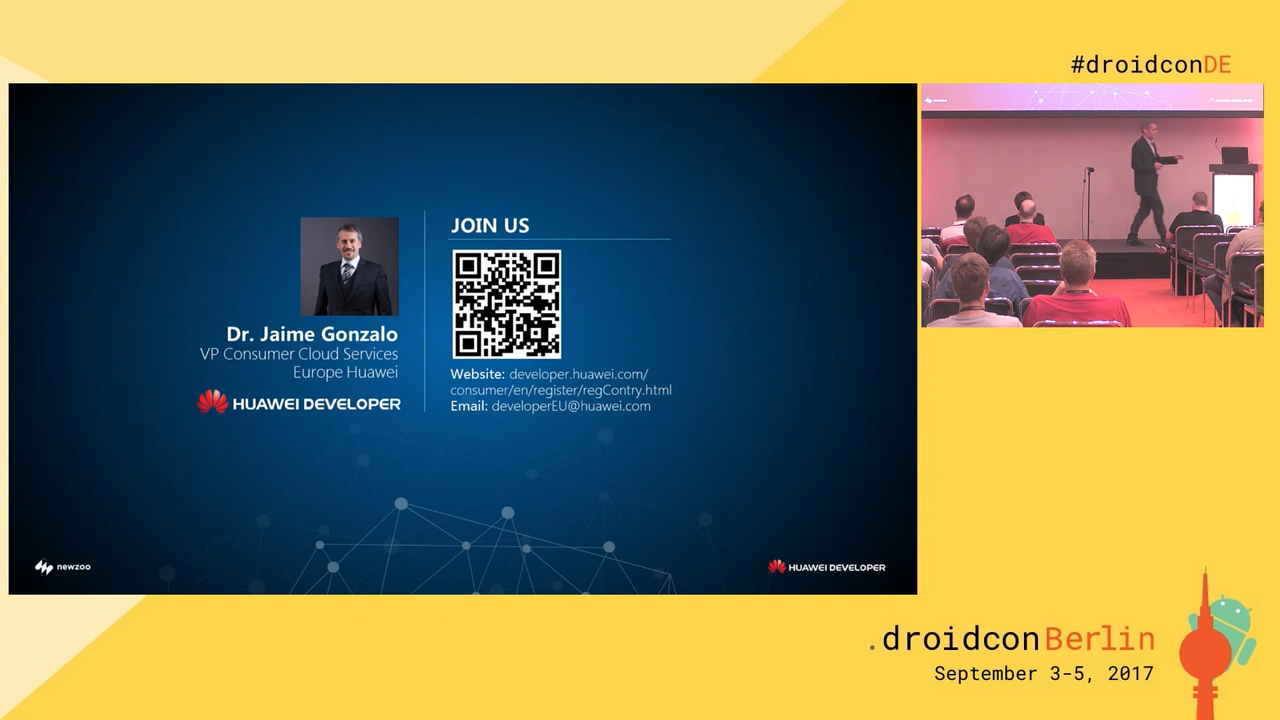 #droidconDE
JOIN US
Dr. Jaime Gonzalo
VP Consumer Cloud Services
Europe Huawei
HUAWEI DEVELOPER
Website: developer.huawei.com/
consumer/en/register/regContry.html
Email: developerEU@huawei.com
newzoo
HUAWEI DEVELOPER
.droidconBerlin
September 3-5, 2017